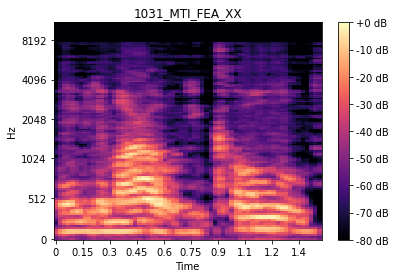 1031_MTI_FEA_XX
Hz
8192
4096
2048
1024
512
0
0 0.15 0.3 0.45 0.6 0.75 0.9 1.1 1.2 1.4
Time
+0 dB
-10 dB
-20 dB
-30 dB
-40 dB
-50 dB
-60 dB
-70 dB
-80 dB